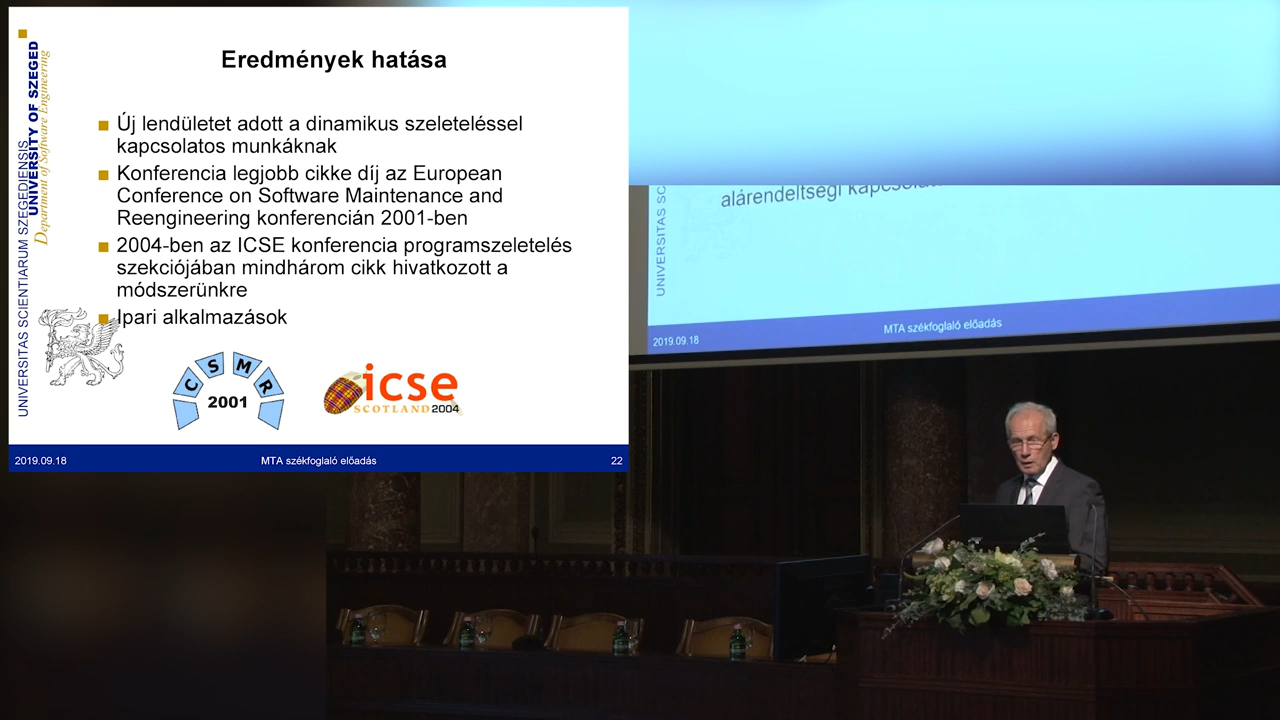 Eredmények hatása
Új lendületet adott a dinamikus szeleteléssel
kapcsolatos munkáknak
Konferencia legjobb cikke díj az European
Conference on Software Maintenance and
Reengineering konferencián 2001-ben
2004-ben az ICSE konferencia programszeletelés
szekciójában mindhárom cikk hivatkozott a
módszerünkre
Ipari alkalmazások
UNIVERSITAS SCIENTIARUM SZEGEDIENSIS
UNIVERSITY OF SZEGED
Department of Software Engineering
CSMR
2001
icse
SCOTLAND 2004
2019.09.18
MTA székfoglaló előadás
22
alárendeltségi
UNIVERSITAS SC
2019.09.18
MTA székfoglaló előadás